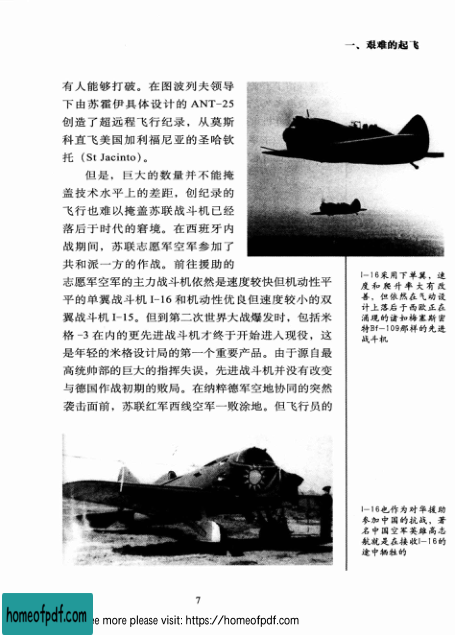 一、艰难的起飞
有人能够打破。在图波列夫领导
下由苏霍伊具体设计的 ANT-25
创造了超远程飞行纪录，从莫斯
科直飞美国加利福尼亚的圣哈钦
托（St Jacinto）。
但是，巨大的数量并不能掩
盖技术水平上的差距，创纪录的
飞行也难以掩盖苏联战斗机已经
落后于时代的窘境。在西班牙内
战期间，苏联志愿军空军参加了
共和派一方的作战。前往援助的
志愿军空军的主力战斗机依然是速度较快但机动性平
平的单翼战斗机 I-16 和机动性优良但速度较小的双
翼战斗机 I-15。但到第二次世界大战爆发时，包括米
格 -3 在内的更先进战斗机才终于开始进入现役，这
是年轻的米格设计局的第一个重要产品。由于源自最
高统帅部的巨大的指挥失误，先进战斗机并没有改变
与德国作战初期的败局。在纳粹德军空地协同的突然
袭击面前，苏联红军西线空军一败涂地。但飞行员的
I-16采用下单翼，速
度和爬升率大有改
善，但依然在气动设
计上落后于西欧正在
涌现的诸如梅塞斯密
特Bf-109那样的先进
战斗机
I-16也作为对华援助
参加中国的抗战，著
名中国空军英雄高志
航就是在接收I-16的
途中牺牲的
7
homeofpdf.com
ee more please visit: https://homeofpdf.com